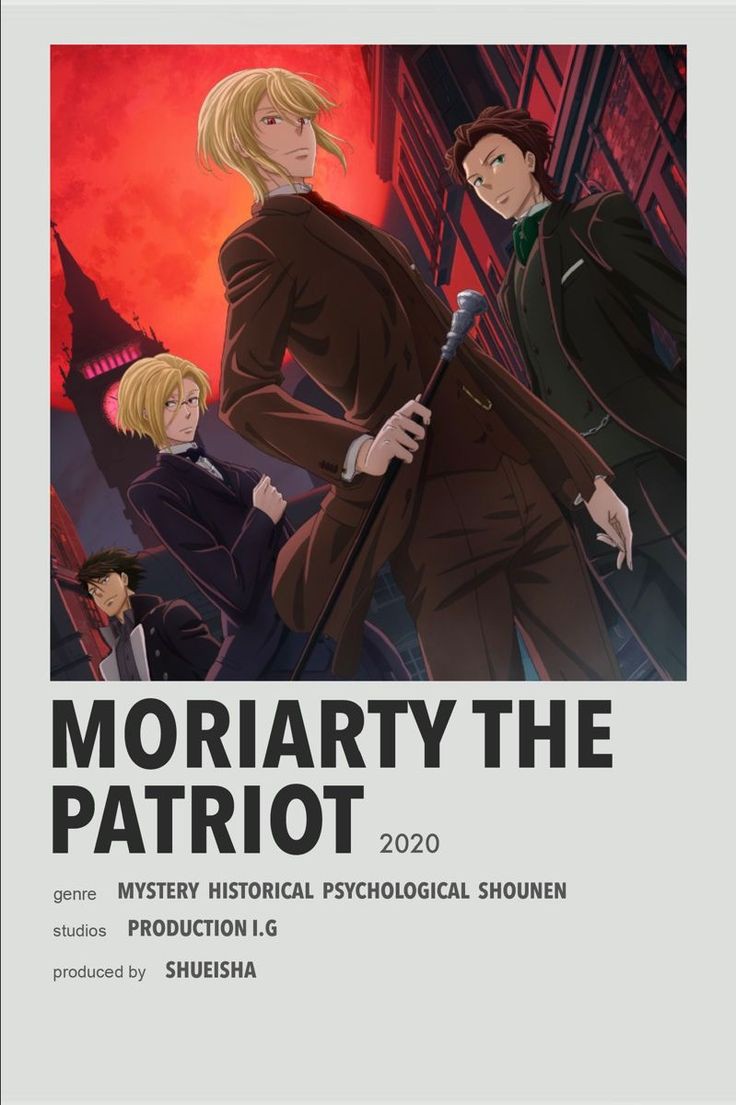 MORIARTY THE
PATRIOT 2020
genre MYSTERY HISTORICAL PSYCHOLOGICAL SHOUNEN
studios PRODUCTION I.G
produced by SHUEISHA